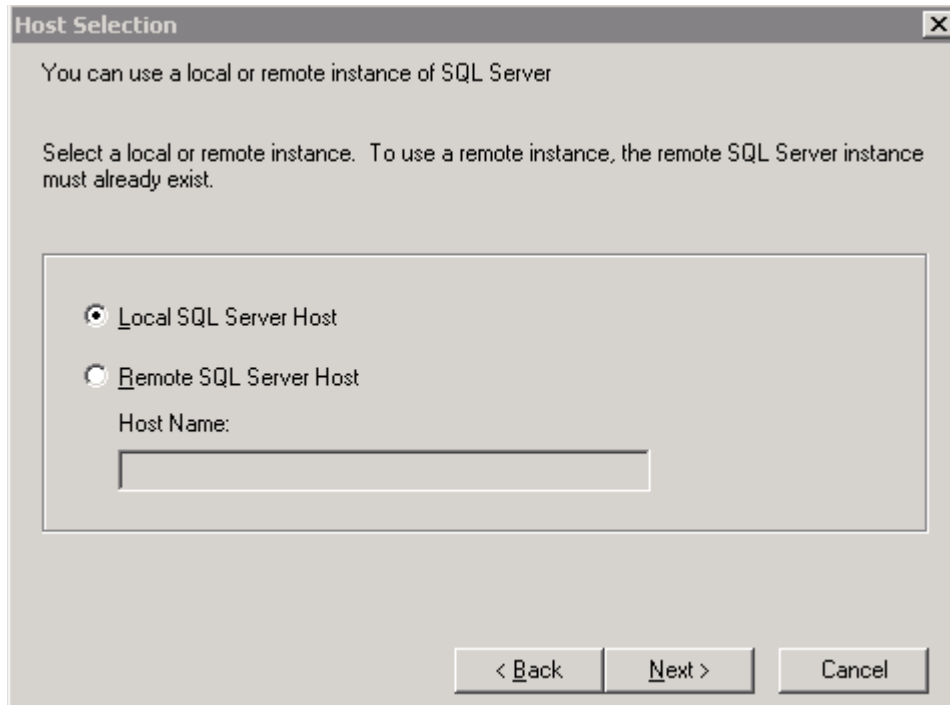 Host Selection
You can use a local or remote instance of SQL Server
Select a local or remote instance.  To use a remote instance, the remote SQL Server instance
must already exist.
Local SQL Server Host
Remote SQL Server Host
Host Name:
< Back
Next >
Cancel